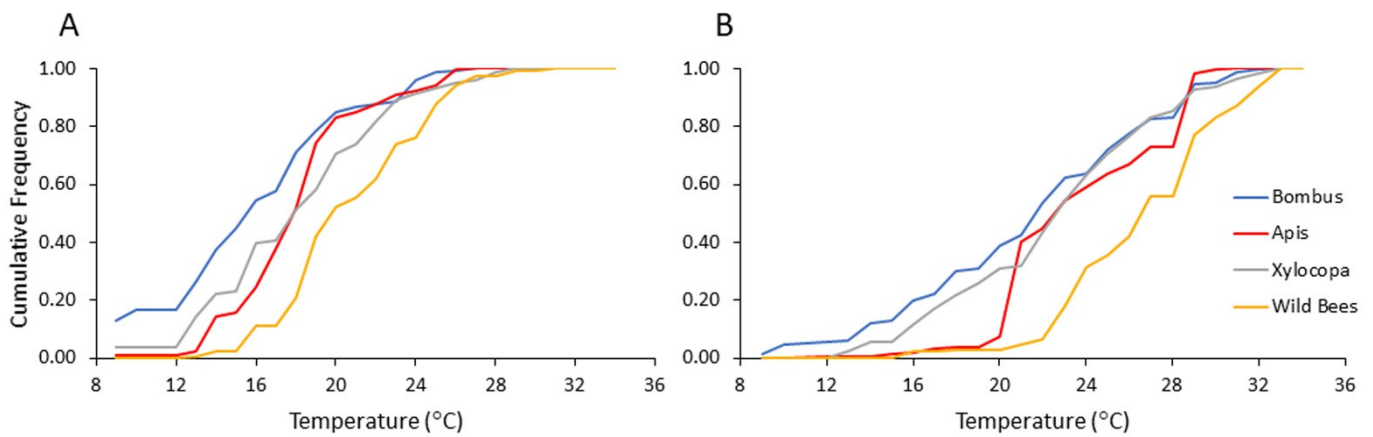 A
B
Cumulative Frequency
1.00
0.80
0.60
0.40
0.20
0.00
8 12 16 20 24 28 32 36
Temperature (°C)
1.00
0.80
0.60
0.40
0.20
0.00
8 12 16 20 24 28 32 36
Temperature (°C)
Bombus
Apis
Xylocopa
Wild Bees